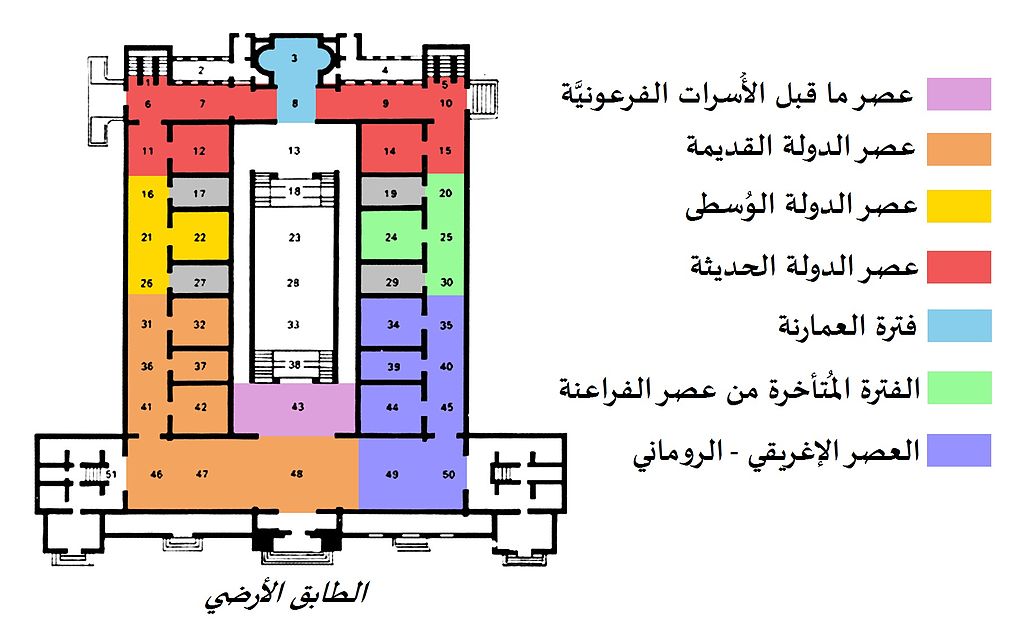 3
2
4
1
5
6 7 8 9 10
11 12 13 14 15
16 17 18 19 20
21 22 23 24 25
26 27 28 29 30
31 32 33 34 35
36 37 38 39 40
41 42 43 44 45
51 46 47 48 49 50
الطابق الأرضي
عصر ما قبل الأُسرات الفرعونيَّة
عصر الدولة القديمة
عصر الدولة الوُسطى
عصر الدولة الحديثة
فترة العمارنة
الفترة المُتأخرة من عصر الفراعنة
العصر الإغريقي - الروماني